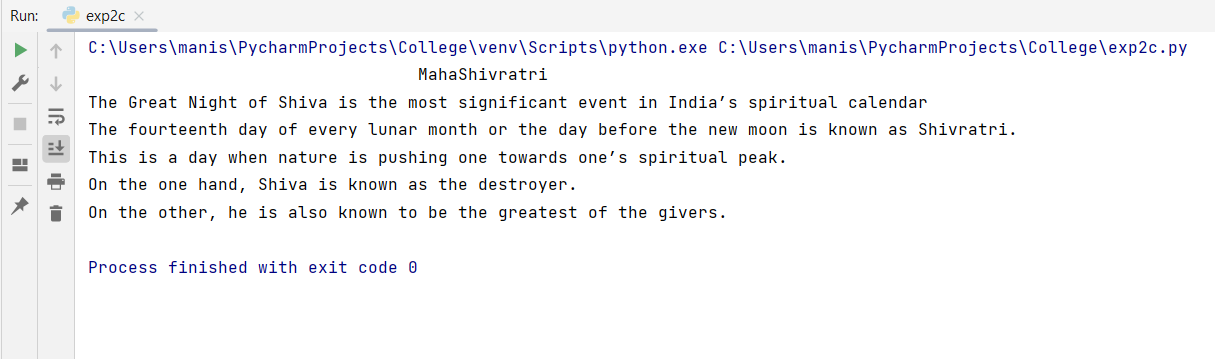 Run: exp2c
C:\Users\manis\PycharmProjects\College\venv\Scripts\python.exe C:\Users\manis\PycharmProjects\College\exp2c.py
MahaShivratri
The Great Night of Shiva is the most significant event in India’s spiritual calendar
The fourteenth day of every lunar month or the day before the new moon is known as Shivratri.
This is a day when nature is pushing one towards one’s spiritual peak.
On the one hand, Shiva is known as the destroyer.
On the other, he is also known to be the greatest of the givers.
Process finished with exit code 0